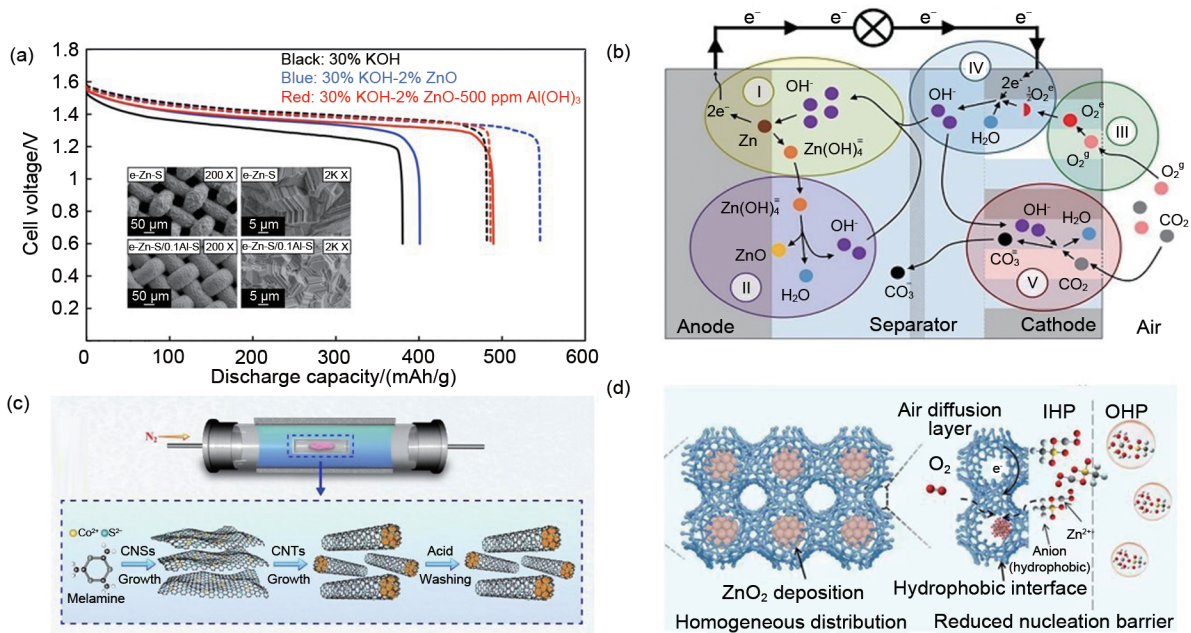 (a)
1.8
1.6
1.4
1.2
1.0
0.8
0.6
0.4
0.2
0
100
200
300
400
500
600
Cell voltage/V
Discharge capacity/(mAh/g)
Black: 30% KOH
Blue: 30% KOH-2% ZnO
Red: 30% KOH-2% ZnO-500 ppm Al(OH)₃
e-Zn-S
200 X
50 μm
e-Zn-S
2K X
5 μm
e-Zn-S/0.1Al-S
200 X
50 μm
e-Zn-S/0.1Al-S
2K X
5 μm
(b)
e⁻
e⁻
e⁻
e⁻
I
2e⁻
OH⁻
Zn
Zn(OH)₄⁼
Zn(OH)₄⁼
ZnO
H₂O
OH⁻
II
IV
2e⁻
OH⁻
½O₂ᵉ
H₂O
O₂ᵉ
III
O₂ᵍ
O₂ᵍ
CO₂
OH⁻
H₂O
CO₃⁼
CO₂
V
CO₃⁻
Anode
Separator
Cathode
Air
(c)
N₂
Co²⁺
S²⁻
Melamine
CNSs
Growth
CNTs
Growth
Acid
Washing
(d)
Air diffusion
layer
IHP
OHP
O₂
e⁻
Zn²⁺
Anion
(hydrophobic)
Hydrophobic interface
ZnO₂ deposition
Homogeneous distribution
Reduced nucleation barrier